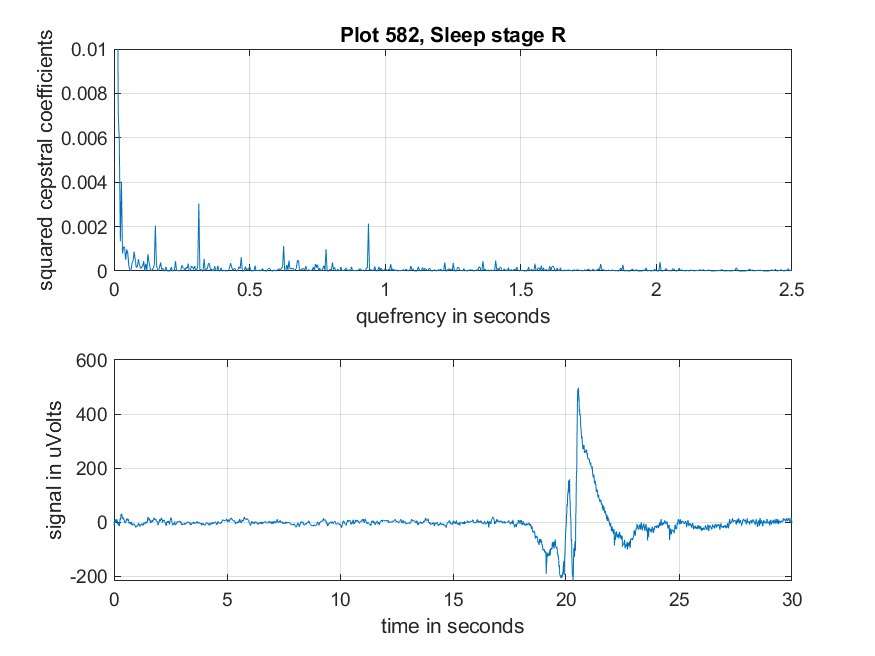 Plot 582, Sleep stage R
squared cepstral coefficients
0.01
0.008
0.006
0.004
0.002
0
0 0.5 1 1.5 2 2.5
quefrency in seconds
signal in uVolts
600
400
200
0
-200
0 5 10 15 20 25 30
time in seconds